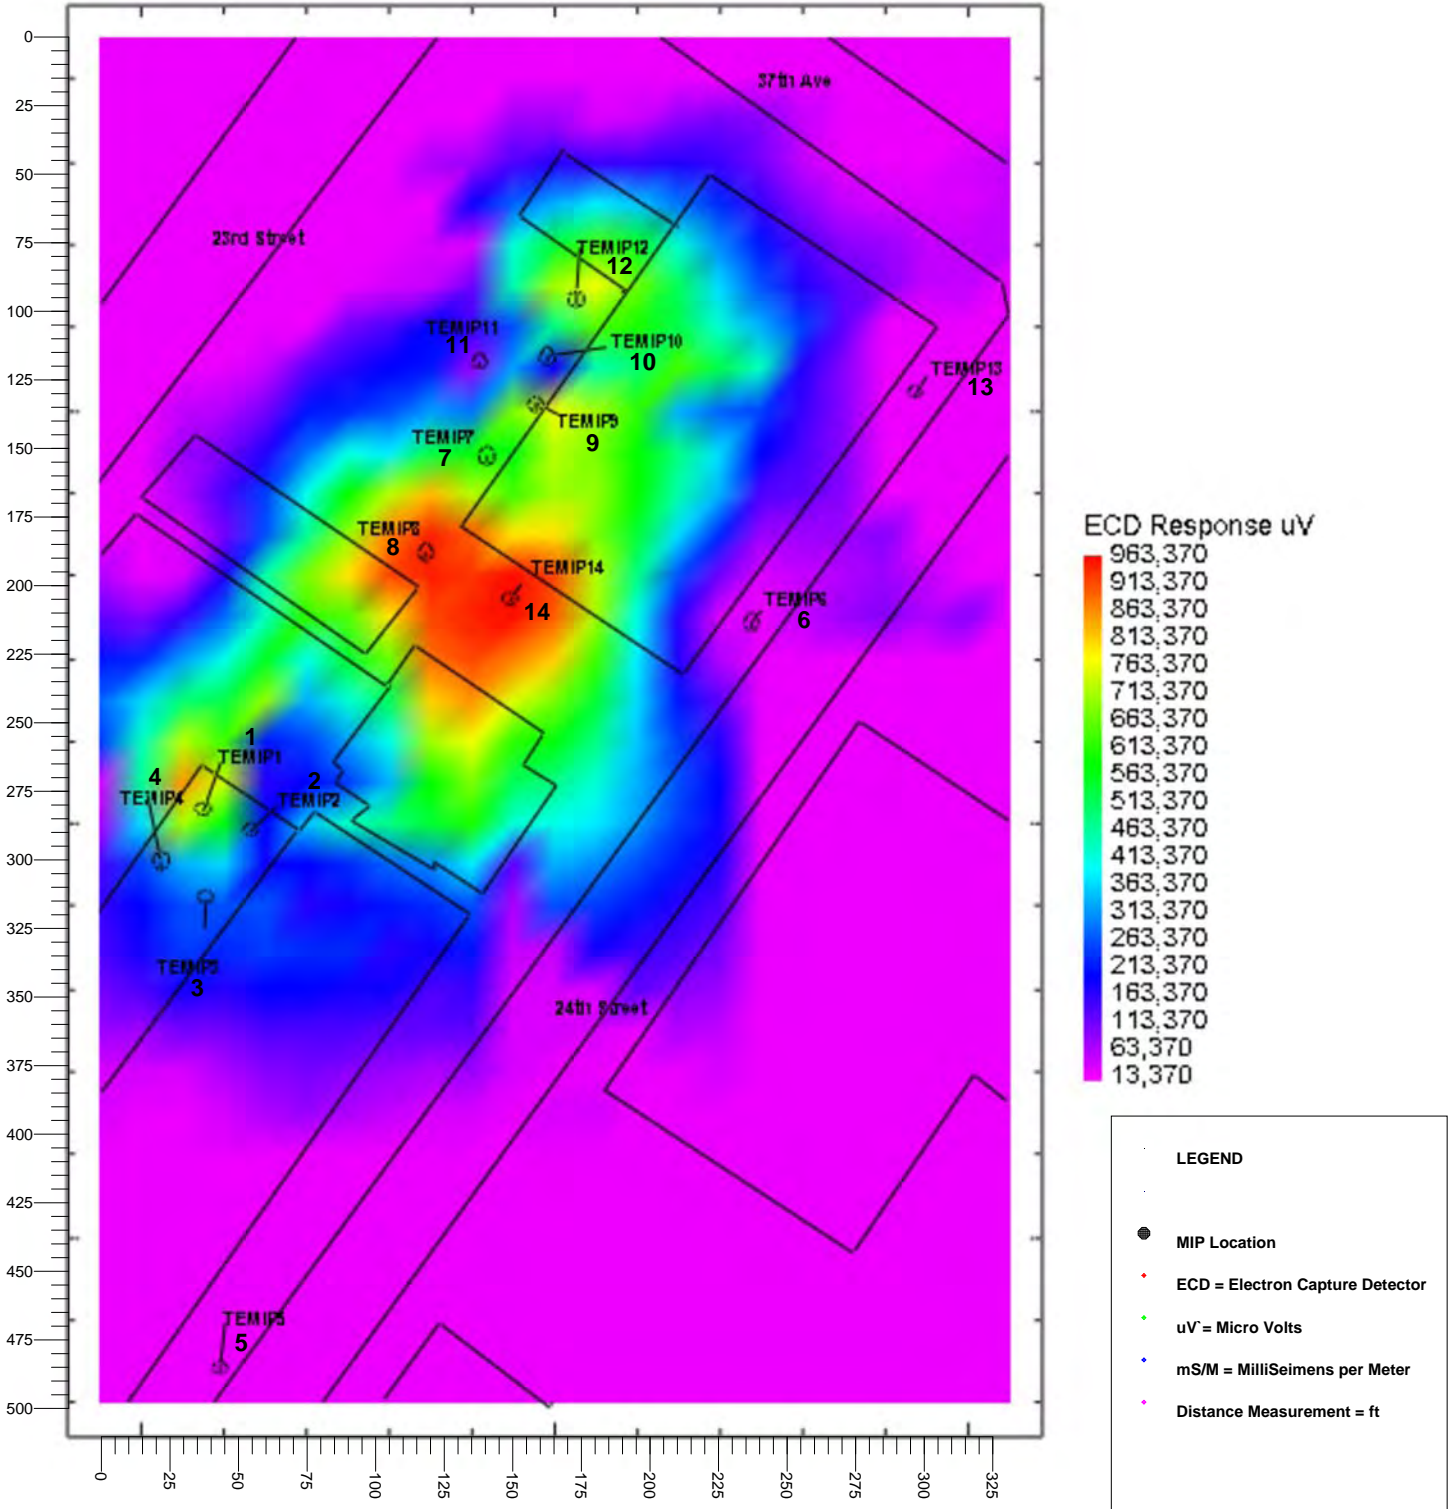 0
25
50
75
100
125
150
175
200
225
250
275
300
325
350
375
400
425
450
475
500
37th Ave
23rd Street
TEMIP12
12
TEMIP11
11
TEMIP10
10
TEMIP13
13
TEMIP9
9
TEMIP7
7
TEMIP8
8
TEMIP14
14
TEMIP6
6
1
TEMIP1
4
TEMIP4
2
TEMIP2
TEMIP3
3
24th Street
TEMIP5
5
0
25
50
75
100
125
150
175
200
225
250
275
300
325
ECD Response uV
963,370
913,370
863,370
813,370
763,370
713,370
663,370
613,370
563,370
513,370
463,370
413,370
363,370
313,370
263,370
213,370
163,370
113,370
63,370
13,370
LEGEND
MIP Location
ECD = Electron Capture Detector
uV`= Micro Volts
mS/M = MilliSeimens per Meter
Distance Measurement = ft